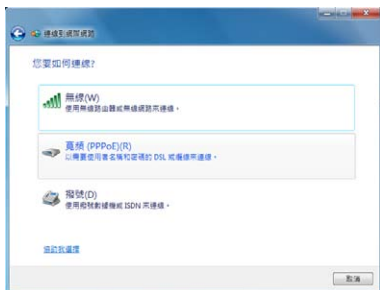 連線到網際網路
您要如何連線?
無線(W)
使用無線路由器或無線網路來連線。
寬頻 (PPPoE)(R)
以需要使用者名稱和密碼的 DSL 或纜線來連線。
撥號(D)
使用撥號數據機或 ISDN 來連線。
協助我選擇
取消